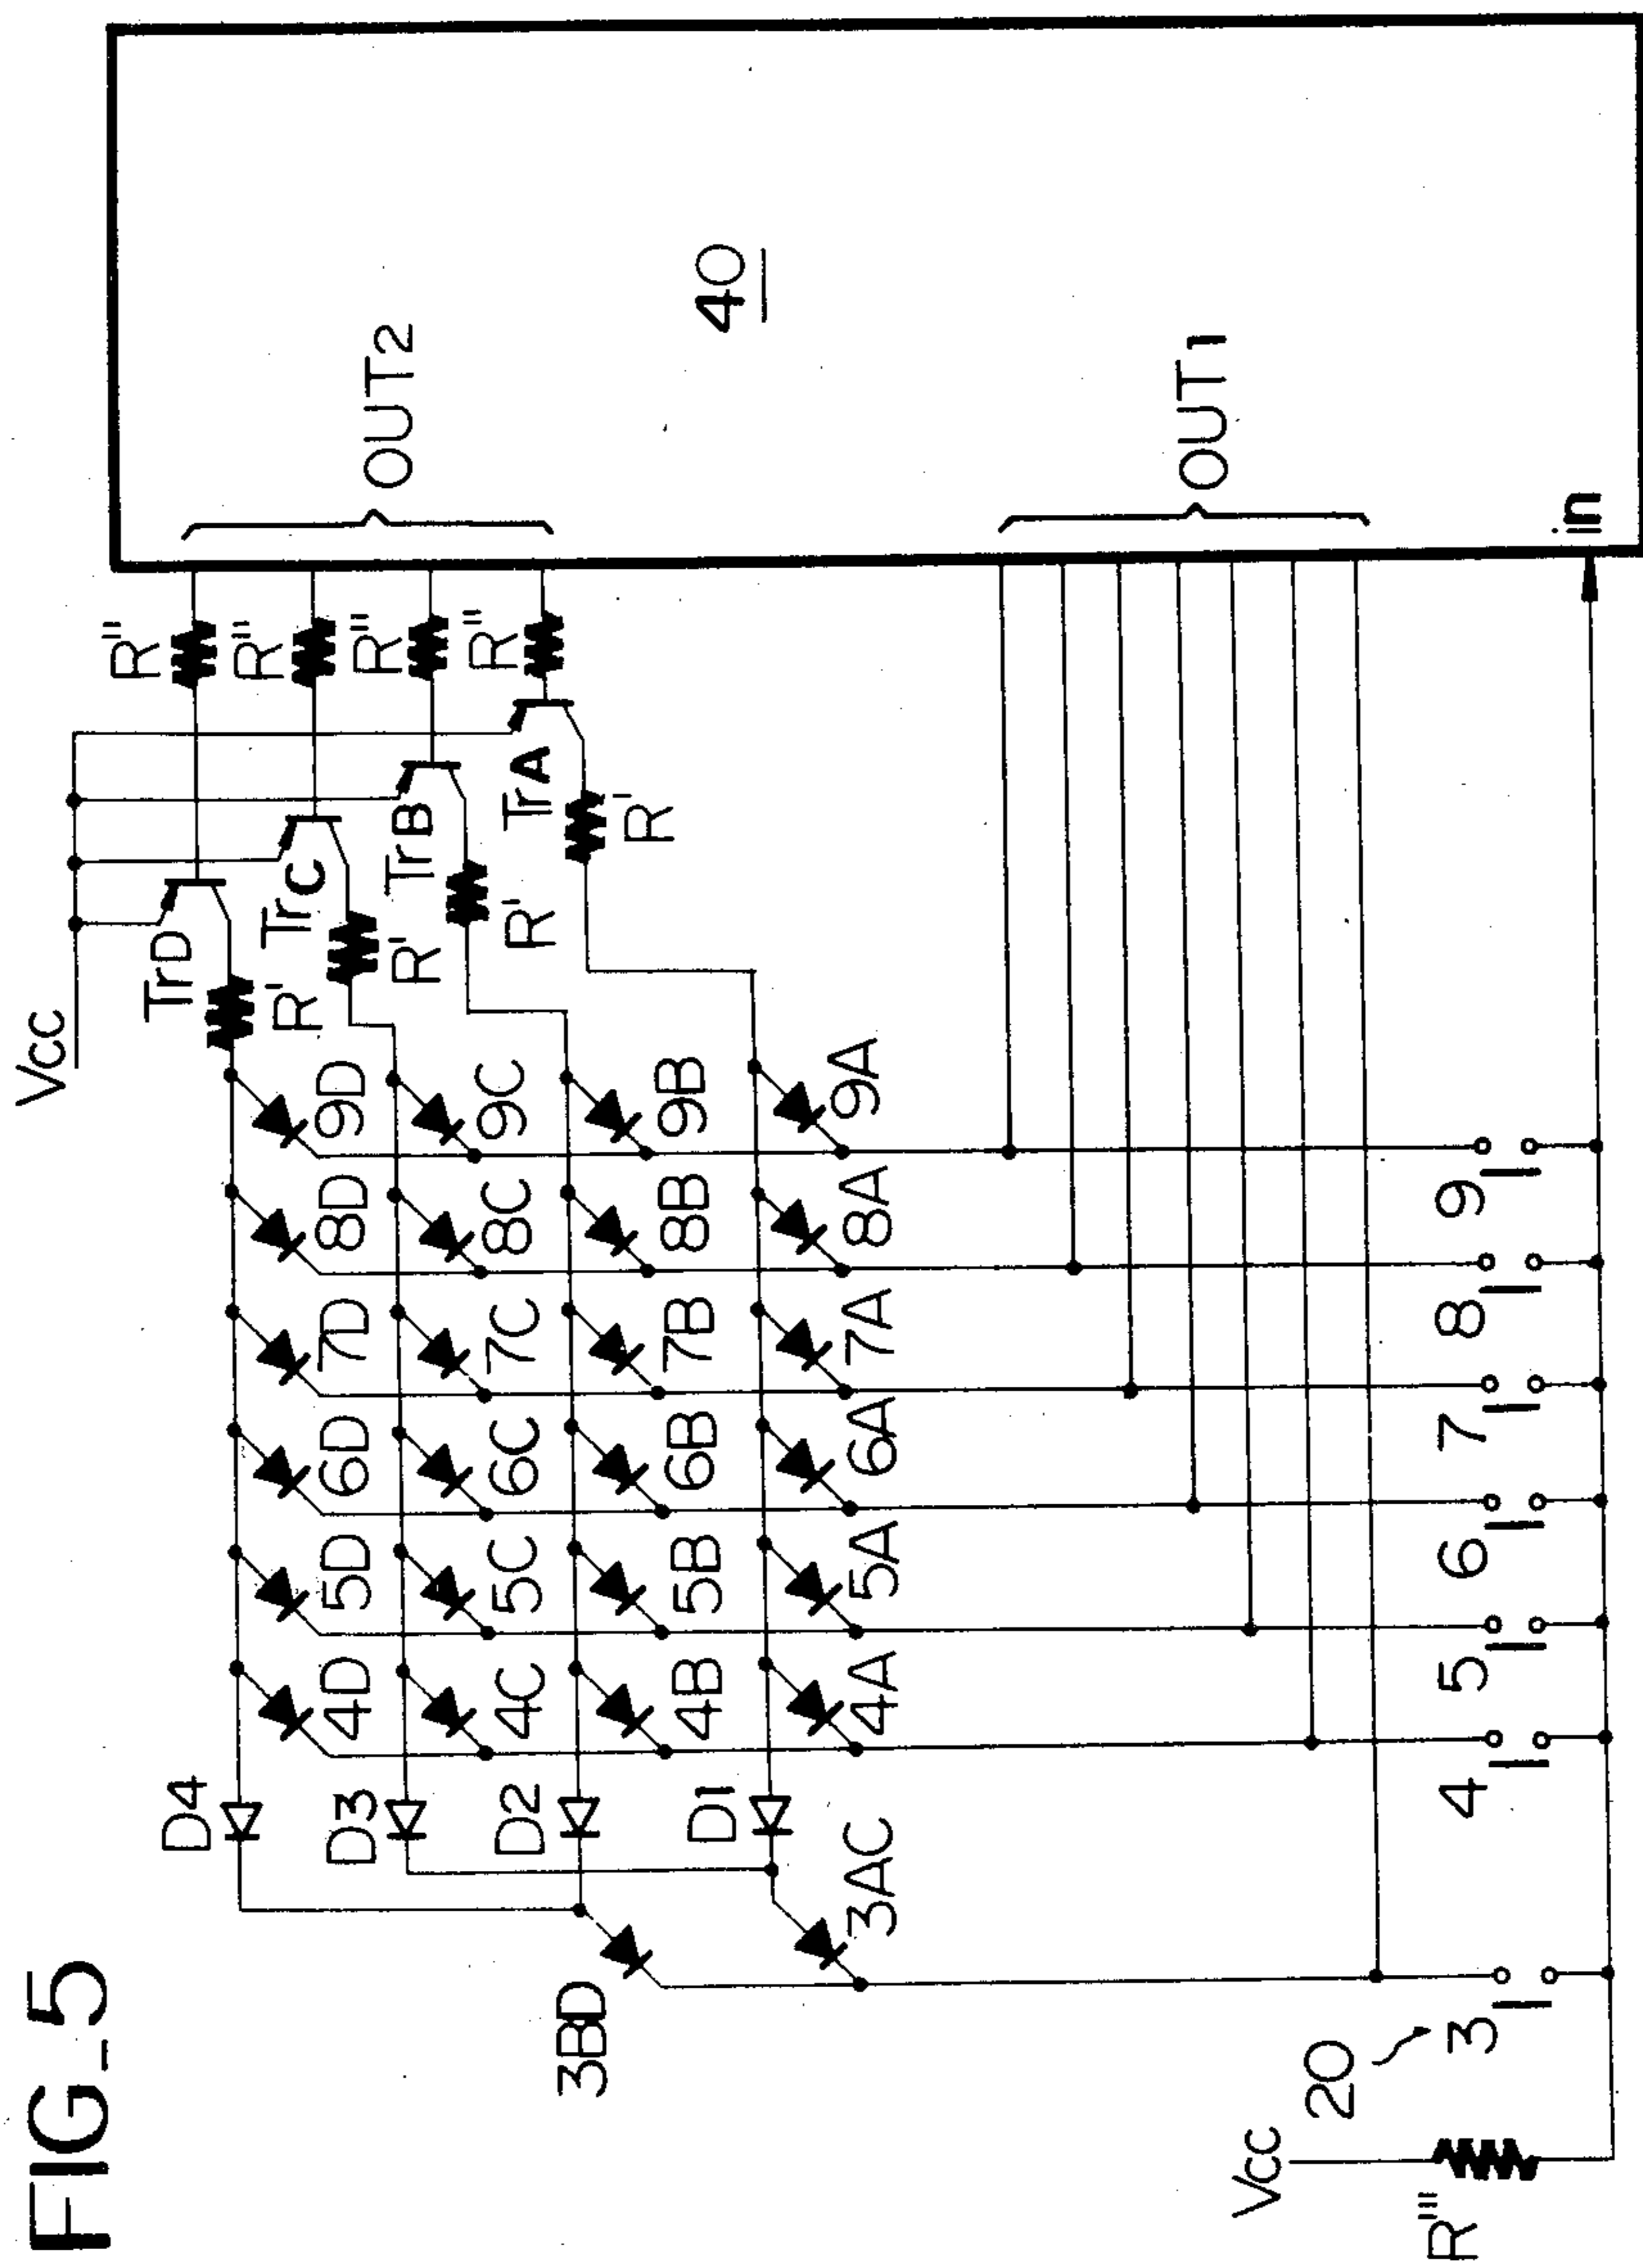 FIG_5
Vcc
D4
4D
5D
6D
7D
8D
9D
R'
TrD
R"
D3
4C
5C
6C
7C
8C
9C
R'
TrC
R"
OUT2
D2
4B
5B
6B
7B
8B
9B
R'
TrB
R"
3BD
D1
4A
5A
6A
7A
8A
9A
R'
TrA
R"
3AC
40
OUT1
Vcc
20
R'''
3
4
5
6
7
8
9
in